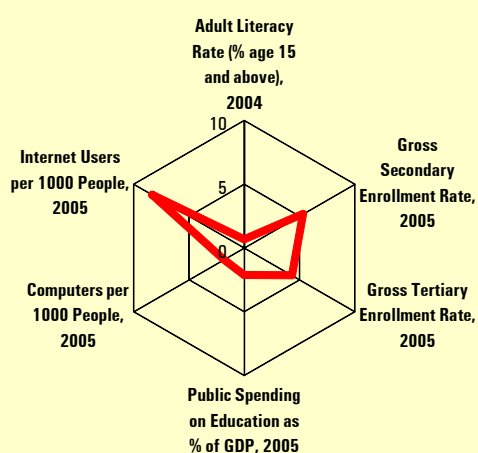 Adult Literacy
Rate (% age 15
and above),
2004
10
5
0
Gross
Secondary
Enrollment Rate,
2005
Gross Tertiary
Enrollment Rate,
2005
Public Spending
on Education as
% of GDP, 2005
Computers per
1000 People,
2005
Internet Users
per 1000 People,
2005